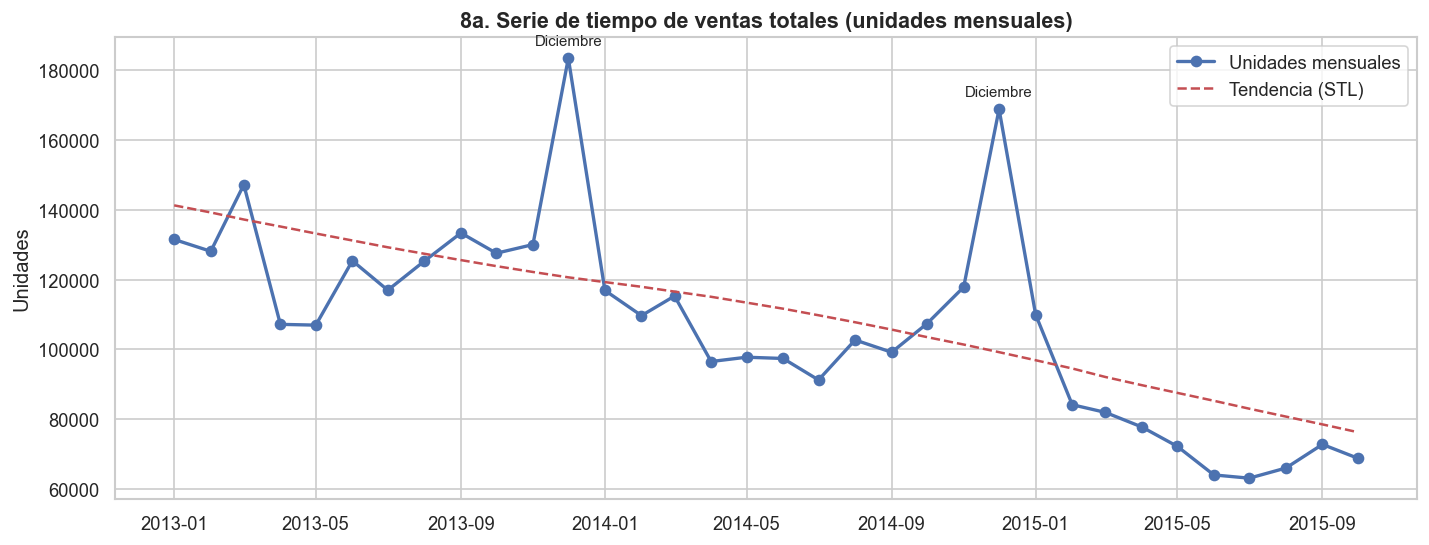 8a. Serie de tiempo de ventas totales (unidades mensuales)
Diciembre
Diciembre
Unidades mensuales
Tendencia (STL)
Unidades
180000
160000
140000
120000
100000
80000
60000
2013-01 2013-05 2013-09 2014-01 2014-05 2014-09 2015-01 2015-05 2015-09